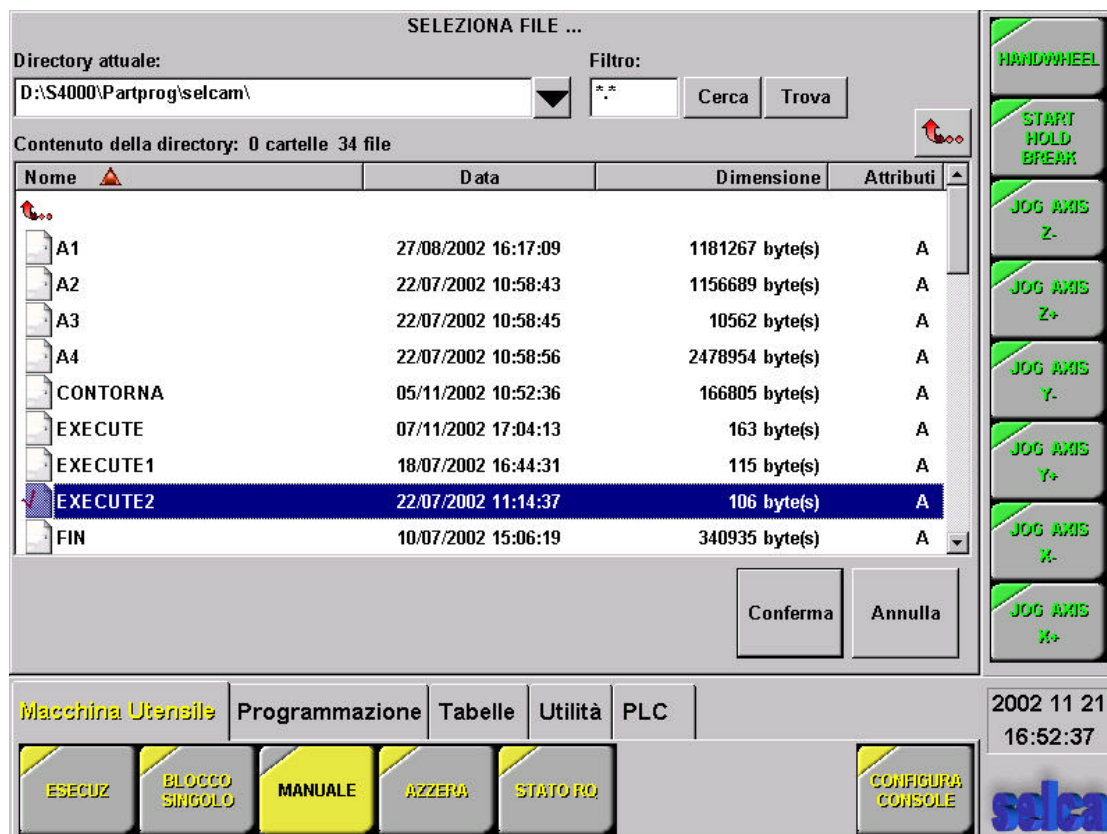 SELEZIONA FILE ...
Directory attuale:
Filtro:
D:\S4000\Partprog\selcam\
*.*
Cerca
Trova
Contenuto della directory: 0 cartelle 34 file
Nome Data Dimensione Attributi
A1 27/08/2002 16:17:09 1181267 byte(s) A
A2 22/07/2002 10:58:43 1156689 byte(s) A
A3 22/07/2002 10:58:45 10562 byte(s) A
A4 22/07/2002 10:58:56 2478954 byte(s) A
CONTORNA 05/11/2002 10:52:36 166805 byte(s) A
EXECUTE 07/11/2002 17:04:13 163 byte(s) A
EXECUTE1 18/07/2002 16:44:31 115 byte(s) A
EXECUTE2 22/07/2002 11:14:37 106 byte(s) A
FIN 10/07/2002 15:06:19 340935 byte(s) A
Conferma
Annulla
HANDWHEEL
START
HOLD
BREAK
JOG AXIS
Z-
JOG AXIS
Z+
JOG AXIS
Y-
JOG AXIS
Y+
JOG AXIS
X-
JOG AXIS
X+
Macchina Utensile
Programmazione
Tabelle
Utilità
PLC
2002 11 21
16:52:37
ESECUZ
BLOCCO
SINGOLO
MANUALE
AZZERA
STATO RQ
CONFIGURA
CONSOLE
selca